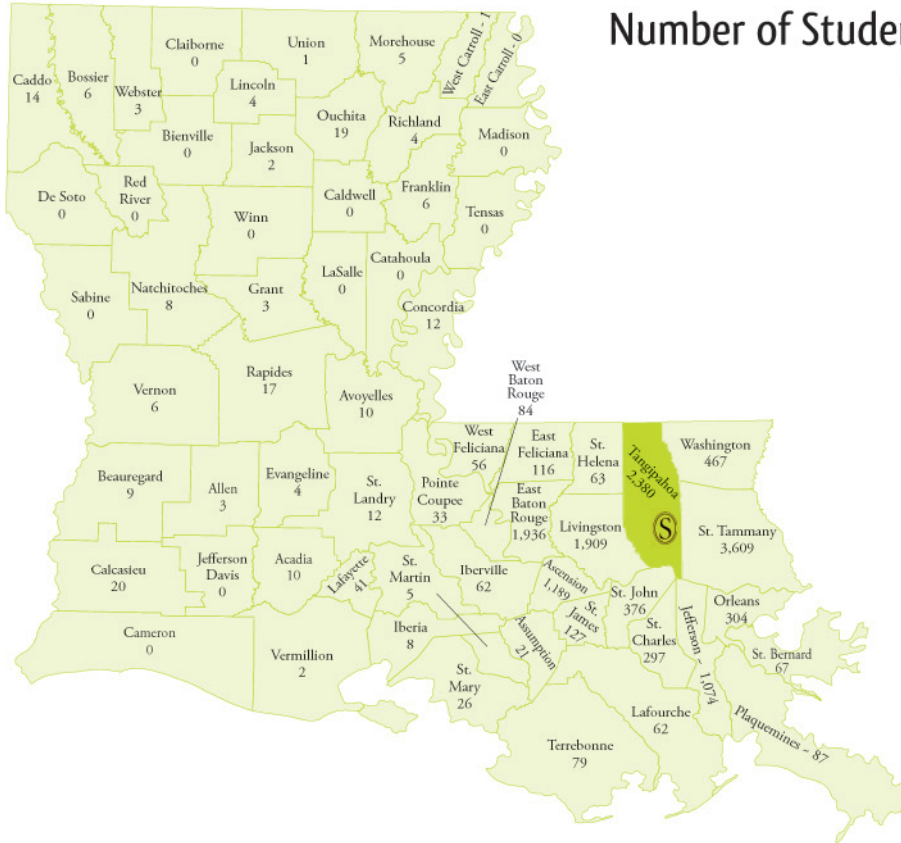 Number of Studen
Claiborne
0
Union
1
Morehouse
5
West Carroll - 1
East Carroll - 0
Caddo
14
Bossier
6
Webster
3
Lincoln
4
Ouchita
19
Richland
4
Madison
0
Bienville
0
Jackson
2
De Soto
0
Red
River
0
Winn
0
Caldwell
0
Franklin
6
Tensas
0
Sabine
0
Natchitoches
8
Grant
3
LaSalle
0
Catahoula
0
Concordia
12
Vernon
6
Rapides
17
Avoyelles
10
West
Baton
Rouge
84
West
Feliciana
56
East
Feliciana
116
St.
Helena
63
Tangipahoa
2,380
S
Washington
467
Beauregard
9
Allen
3
Evangeline
4
St.
Landry
12
Pointe
Coupee
33
East
Baton
Rouge
1,936
Livingston
1,909
St. Tammany
3,609
Calcasieu
20
Jefferson
Davis
0
Acadia
10
Lafayette
41
St.
Martin
5
Iberville
62
Ascension
1,189
St.
James
127
St. John
376
St.
Charles
297
Jefferson - 1,074
Orleans
304
Cameron
0
Vermillion
2
Iberia
8
St.
Mary
26
Assumption
21
St. Bernard
67
Terrebonne
79
Lafourche
62
Plaquemines - 87